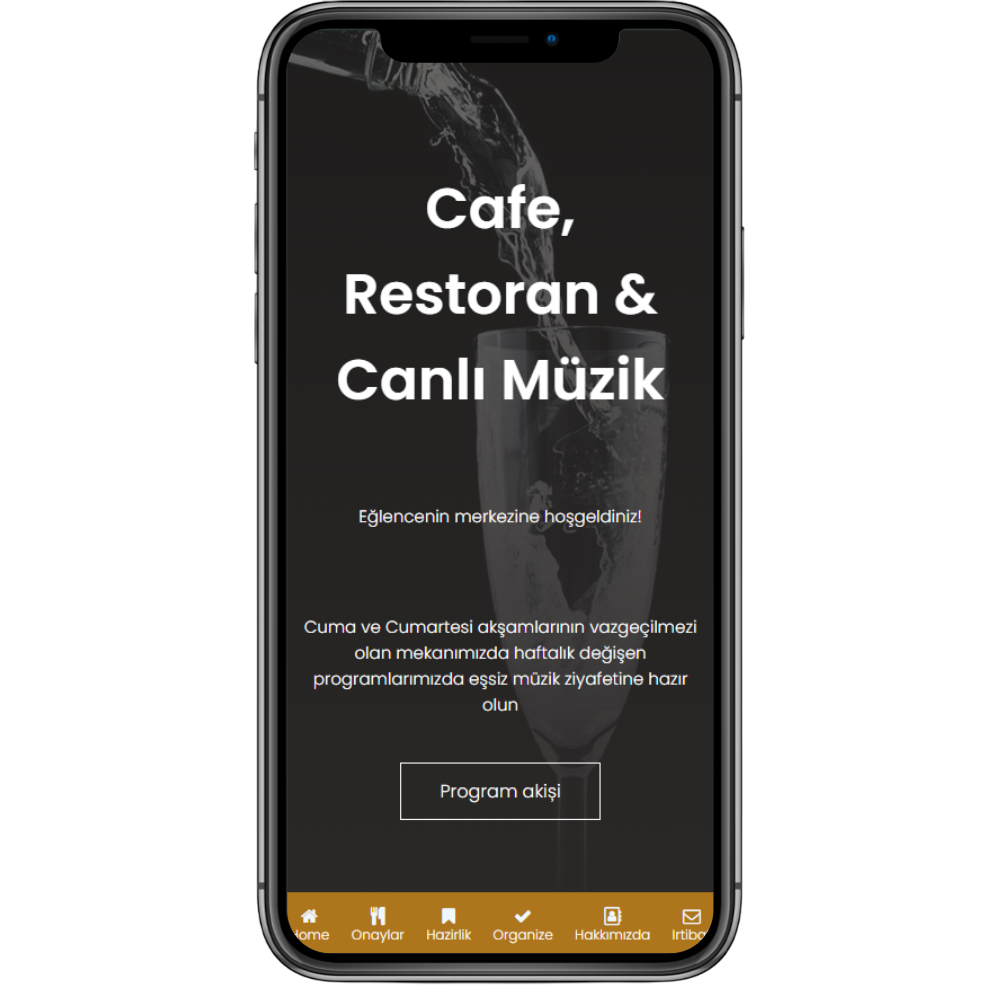 Cafe,
Restoran &
Canlı Müzik
Eğlencenin merkezine hoşgeldiniz!
Cuma ve Cumartesi akşamlarının vazgeçilmezi
olan mekanımızda haftalık değişen
programlarımızda eşsiz müzik ziyafetine hazır
olun
Program akişi
Home Onaylar Hazirlik Organize Hakkımızda